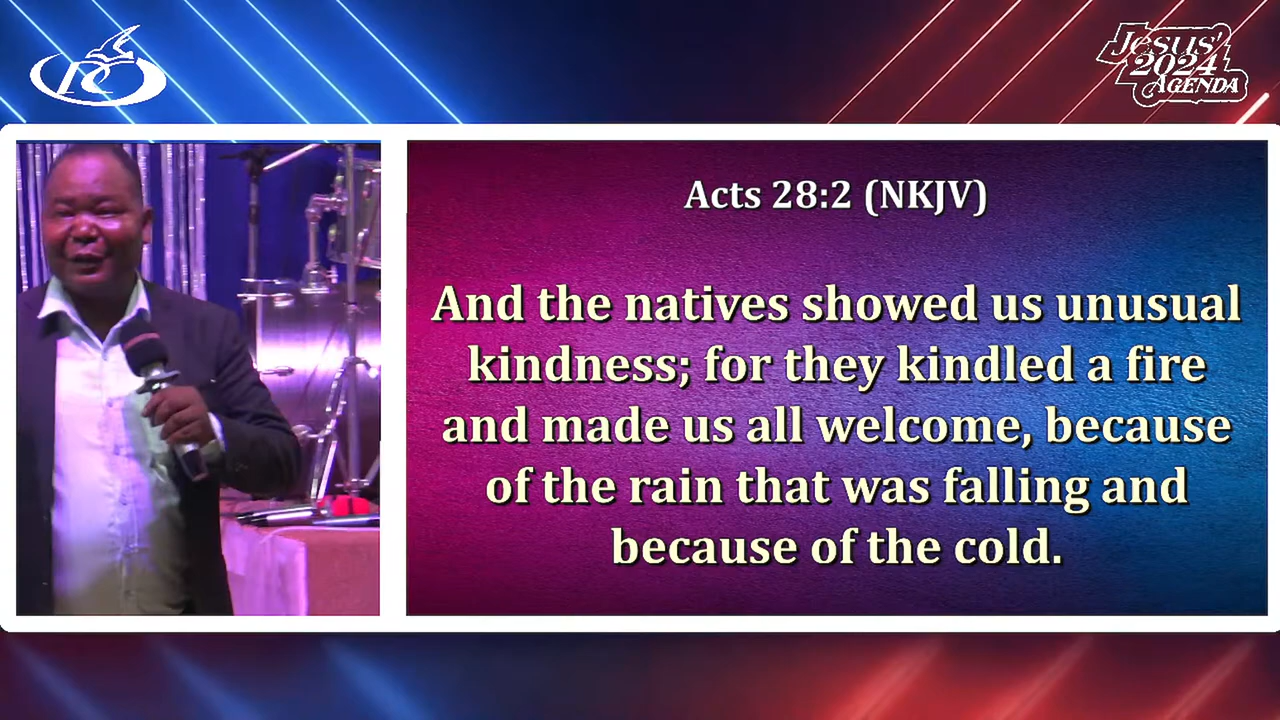 JESUS'
2024
AGENDA
Acts 28:2 (NKJV)
And the natives showed us unusual
kindness; for they kindled a fire
and made us all welcome, because
of the rain that was falling and
because of the cold.